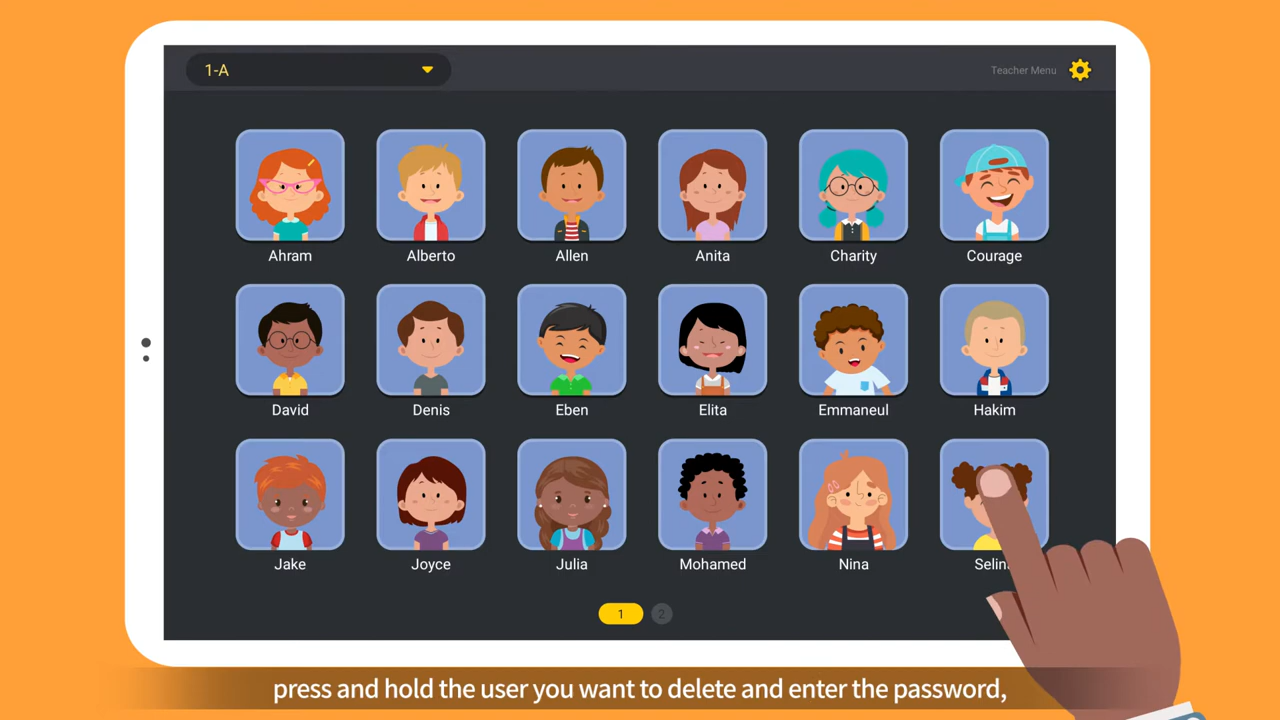 1-A
Teacher Menu
Ahram Alberto Allen Anita Charity Courage
David Denis Eben Elita Emmaneul Hakim
Jake Joyce Julia Mohamed Nina
1 2
press and hold the user you want to delete and enter the password,